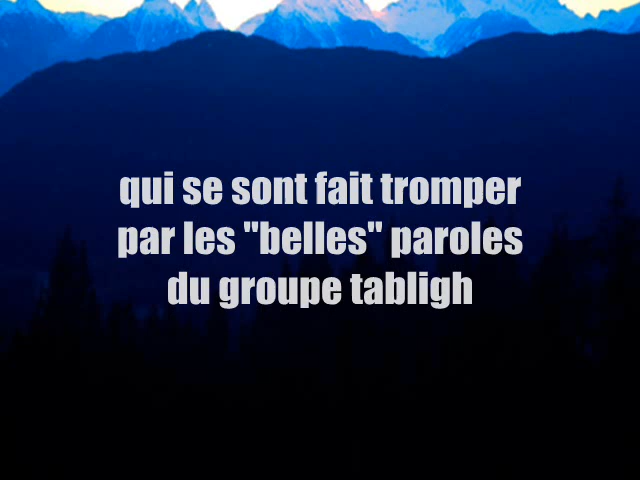 qui se sont fait tromper
par les "belles" paroles
du groupe tabligh